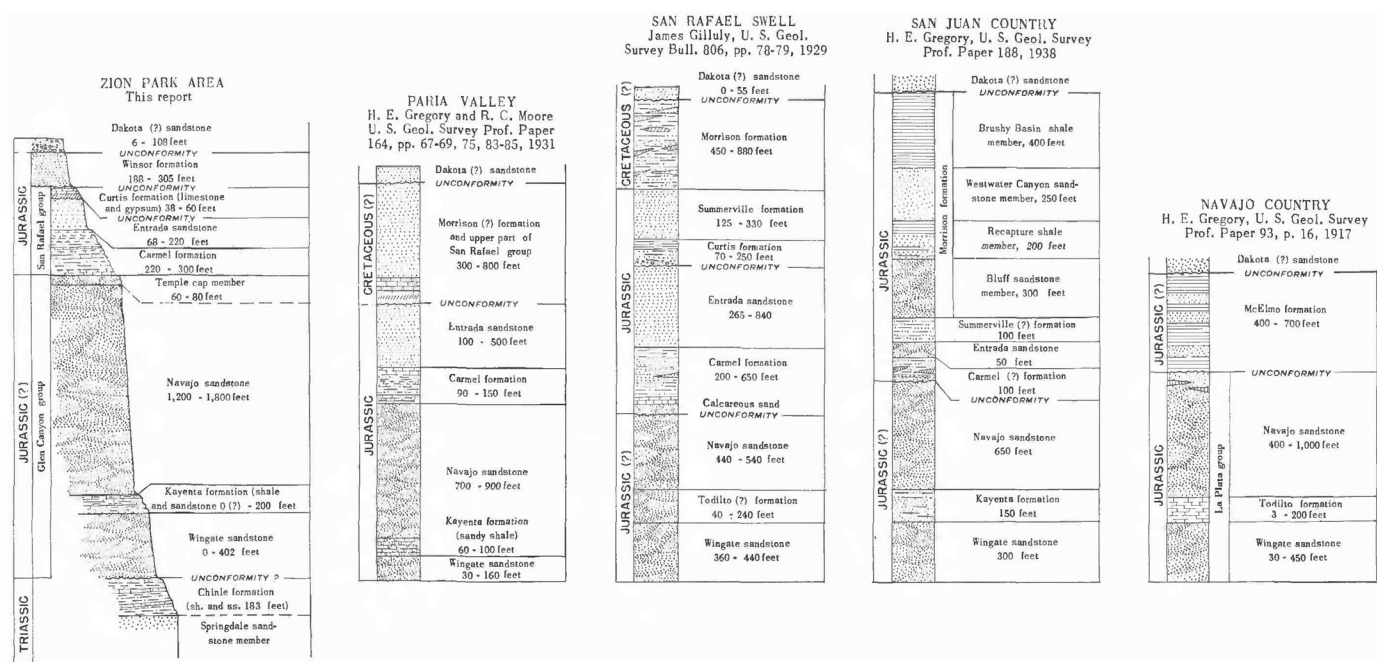 ZION PARK AREA
This report
Dakota (?) sandstone
6 - 108 feet
UNCONFORMITY
Winsor formation
188 - 305 feet
UNCONFORMITY
Curtis formation (limestone
and gypsum) 38 - 60 feet
UNCONFORMITY
Entrada sandstone
68 - 220 feet
Carmel formation
220 - 300 feet
Temple cap member
60 - 80 feet
Navajo sandstone
1,200 - 1,800 feet
Kayenta formation (shale
and sandstone 0 (?) - 200 feet
Wingate sandstone
0 - 402 feet
UNCONFORMITY ?
Chinle formation
(sh. and ss. 183 feet)
Springdale sand-
stone member
JURASSIC
San Rafael group
JURASSIC (?)
Glen Canyon group
TRIASSIC
PARIA VALLEY
H. E. Gregory and R. C. Moore
U. S. Geol. Survey Prof. Paper
164, pp. 67-69, 75, 83-85, 1931
Dakota (?) sandstone
UNCONFORMITY
Morrison (?) formation
and upper part of
San Rafael group
300 - 800 feet
UNCONFORMITY
Entrada sandstone
100 - 500 feet
Carmel formation
90 - 150 feet
Navajo sandstone
700 - 900 feet
Kayenta formation
(sandy shale)
60 - 100 feet
Wingate sandstone
30 - 160 feet
CRETACEOUS (?)
JURASSIC
SAN RAFAEL SWELL
James Gilluly, U. S. Geol.
Survey Bull. 806, pp. 78-79, 1929
Dakota (?) sandstone
0 - 55 feet
UNCONFORMITY
Morrison formation
450 - 880 feet
Summerville formation
125 - 330 feet
Curtis formation
70 - 250 feet
UNCONFORMITY
Entrada sandstone
265 - 840
Carmel formation
200 - 650 feet
Calcareous sand
UNCONFORMITY
Navajo sandstone
440 - 540 feet
Todilto (?) formation
40 - 240 feet
Wingate sandstone
360 - 440 feet
CRETACEOUS (?)
JURASSIC
JURASSIC (?)
SAN JUAN COUNTRY
H. E. Gregory, U. S. Geol. Survey
Prof. Paper 188, 1938
Dakota (?) sandstone
UNCONFORMITY
Brushy Basin shale
member, 400 feet
Westwater Canyon sand-
stone member, 250 feet
Recapture shale
member, 200 feet
Bluff sandstone
member, 300 feet
Summerville (?) formation
100 feet
Entrada sandstone
50 feet
Carmel (?) formation
100 feet
UNCONFORMITY
Navajo sandstone
650 feet
Kayenta formation
150 feet
Wingate sandstone
300 feet
JURASSIC
Morrison formation
JURASSIC (?)
NAVAJO COUNTRY
H. E. Gregory, U. S. Geol. Survey
Prof. Paper 93, p. 16, 1917
Dakota (?) sandstone
UNCONFORMITY
McElmo formation
400 - 700 feet
UNCONFORMITY
Navajo sandstone
400 - 1,000 feet
Todilto formation
3 - 200 feet
Wingate sandstone
30 - 450 feet
JURASSIC (?)
JURASSIC
La Plata group